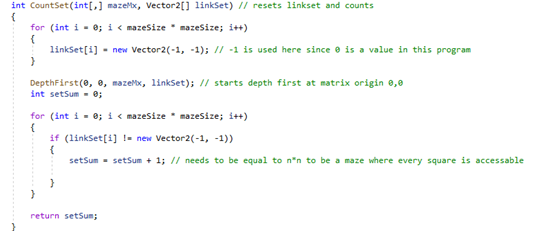 int CountSet(int[,] mazeMx, Vector2[] linkSet) // resets linkset and counts
{
for (int i = 0; i < mazeSize * mazeSize; i++)
{
linkSet[i] = new Vector2(-1, -1); // -1 is used here since 0 is a value in this program
}
DepthFirst(0, 0, mazeMx, linkSet); // starts depth first at matrix origin 0,0
int setSum = 0;
for (int i = 0; i < mazeSize * mazeSize; i++)
{
if (linkSet[i] != new Vector2(-1, -1))
{
setSum = setSum + 1; // needs to be equal to n*n to be a maze where every square is accessable
}
}
return setSum;
}